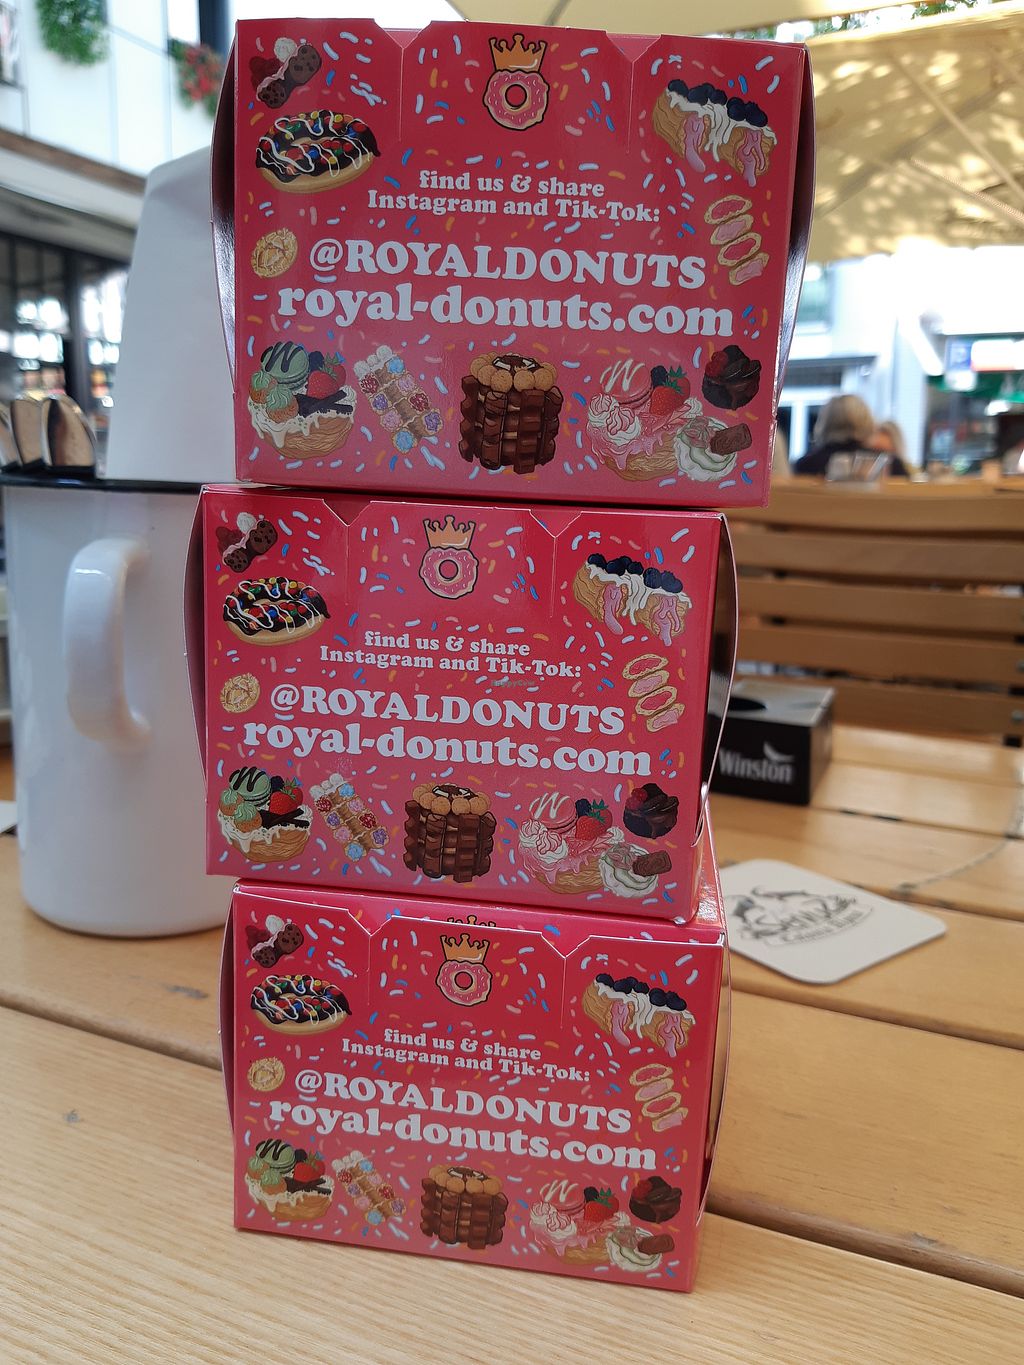 find us & share
Instagram and Tik-Tok:
@ROYALDONUTS
royal-donuts.com
find us & share
Instagram and Tik-Tok:
@ROYALDONUTS
royal-donuts.com
Winston
find us & share
Instagram and Tik-Tok:
@ROYALDONUTS
royal-donuts.com